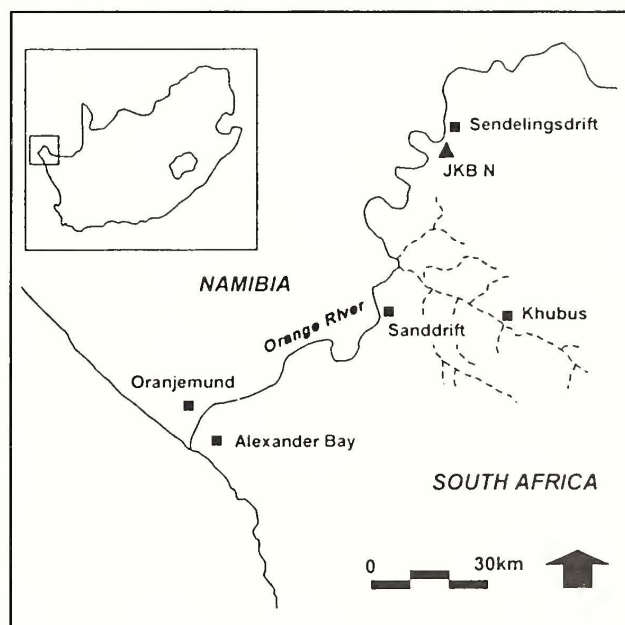 Sendelingsdrift
JKB N
NAMIBIA
Orange River
Sanddrift
Khubus
Oranjemund
Alexander Bay
SOUTH AFRICA
0 30km